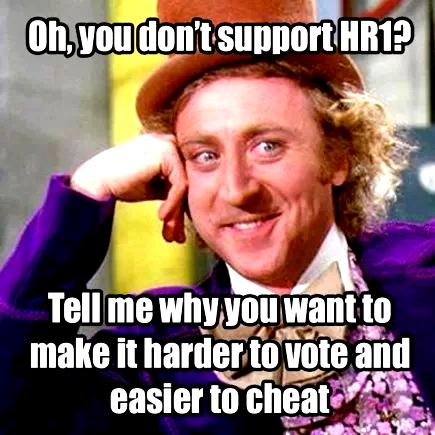 Oh, you don't support HR1?
Tell me why you want to
make it harder to vote and
easier to cheat